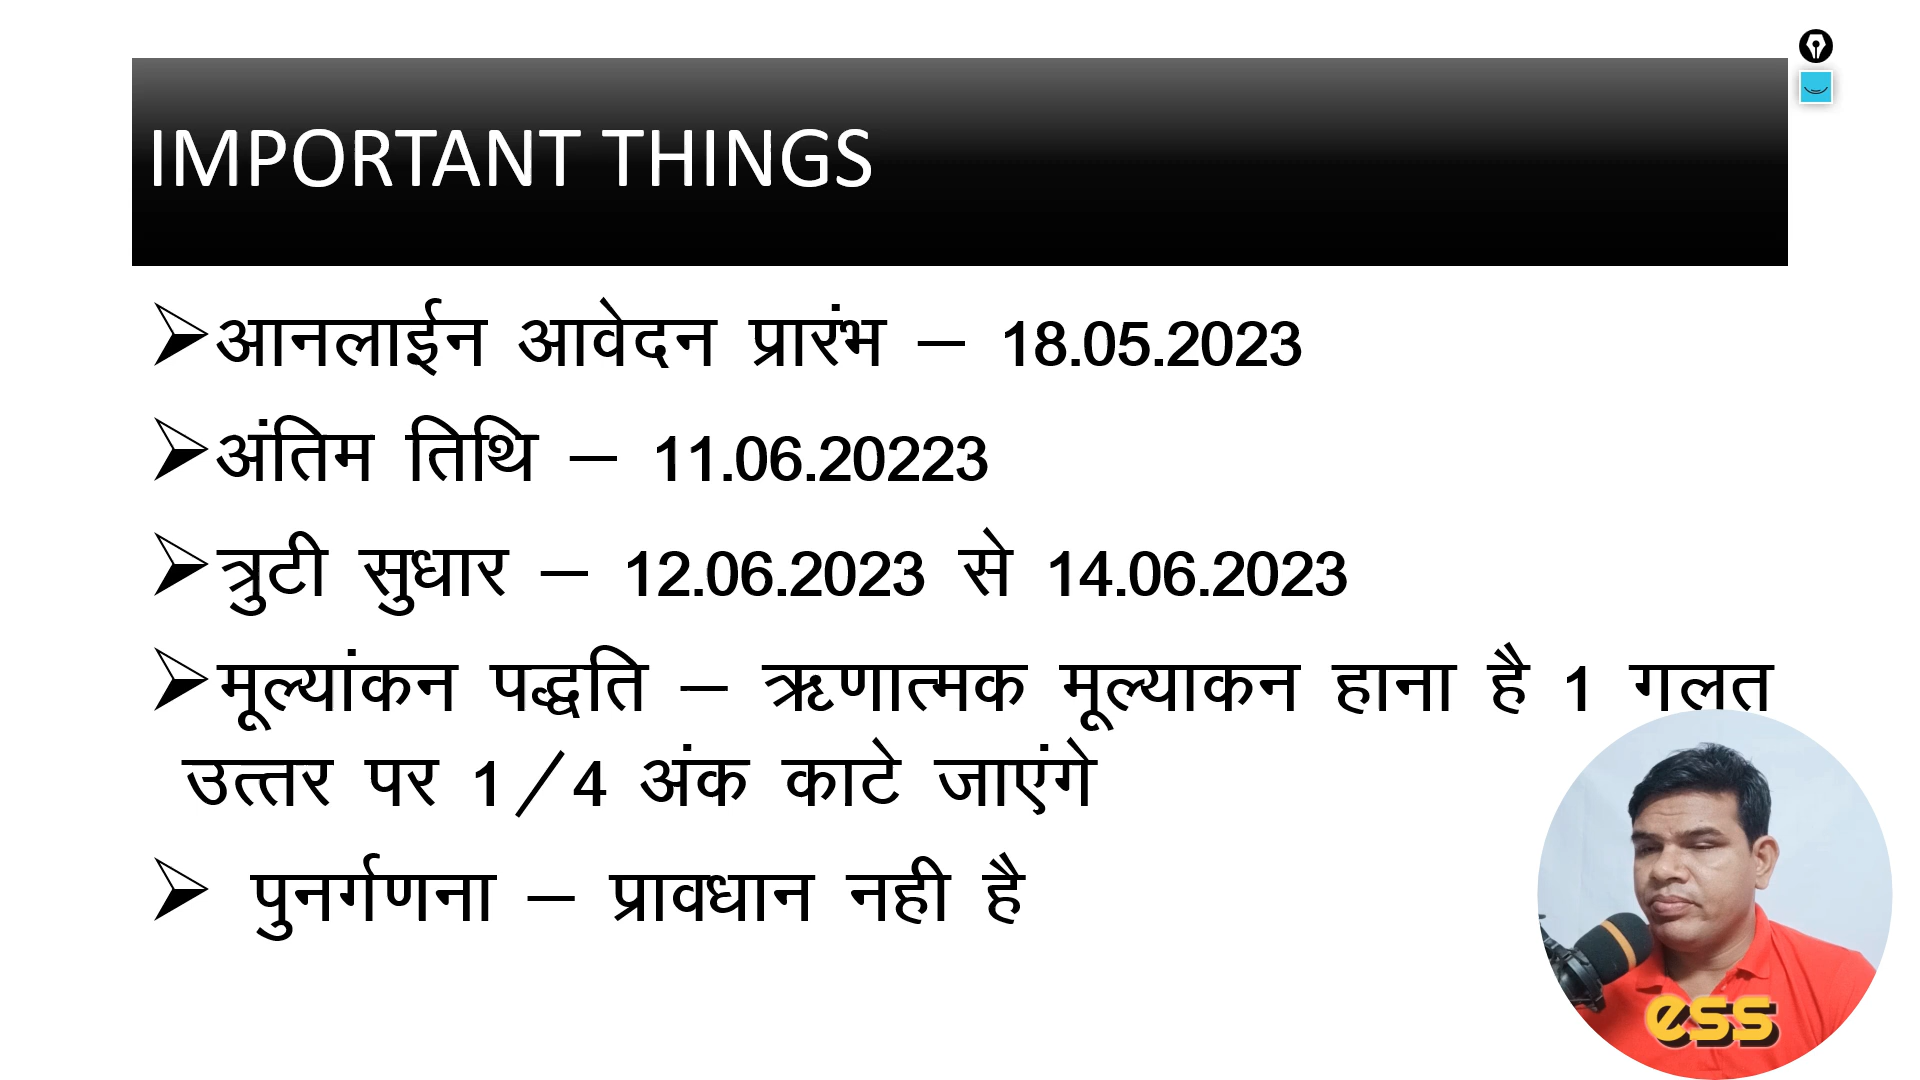 IMPORTANT THINGS
आनलाईन आवेदन प्रारंभ – 18.05.2023
अंतिम तिथि – 11.06.20223
त्रुटी सुधार – 12.06.2023 से 14.06.2023
मूल्यांकन पद्धति – ऋणात्मक मूल्याकन हाना है 1 गलत
उत्तर पर 1/4 अंक काटे जाएंगे
पुनर्गणना – प्रावधान नही है
ess